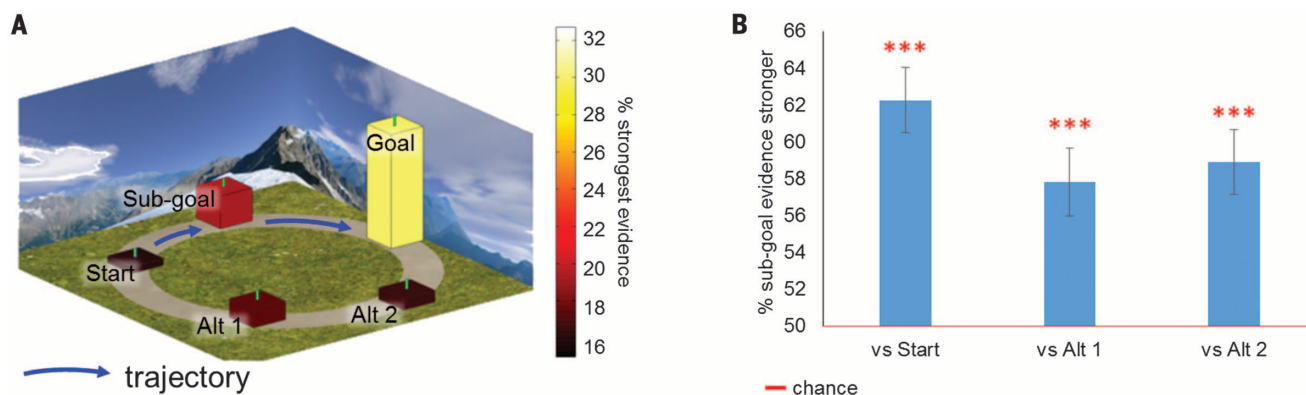 A
Goal
Sub-goal
Start
Alt 1
Alt 2
trajectory
32
30
28
26
24
22
20
18
16
% strongest evidence
B
% sub-goal evidence stronger
66
64
62
60
58
56
54
52
50
***
***
***
vs Start
vs Alt 1
vs Alt 2
chance